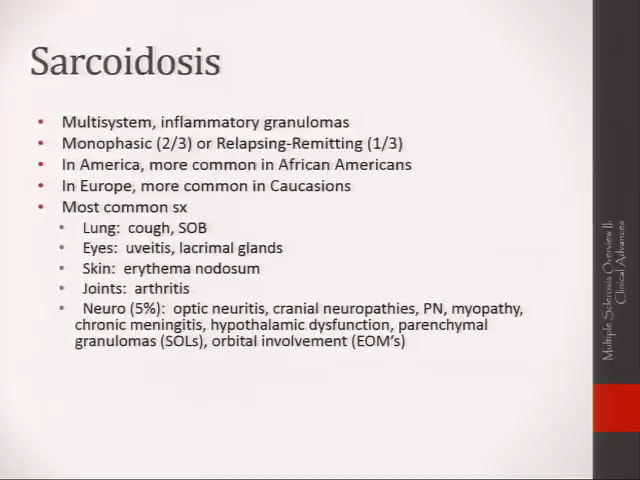 Sarcoidosis
• Multisystem, inflammatory granulomas
• Monophasic (2/3) or Relapsing-Remitting (1/3)
• In America, more common in African Americans
• In Europe, more common in Caucasions
• Most common sx
• Lung: cough, SOB
• Eyes: uveitis, lacrimal glands
• Skin: erythema nodosum
• Joints: arthritis
• Neuro (5%): optic neuritis, cranial neuropathies, PN, myopathy,
chronic meningitis, hypothalamic dysfunction, parenchymal
granulomas (SOLs), orbital involvement (EOM's)
Multiple Sclerosis Overview II:
Clinical Advances